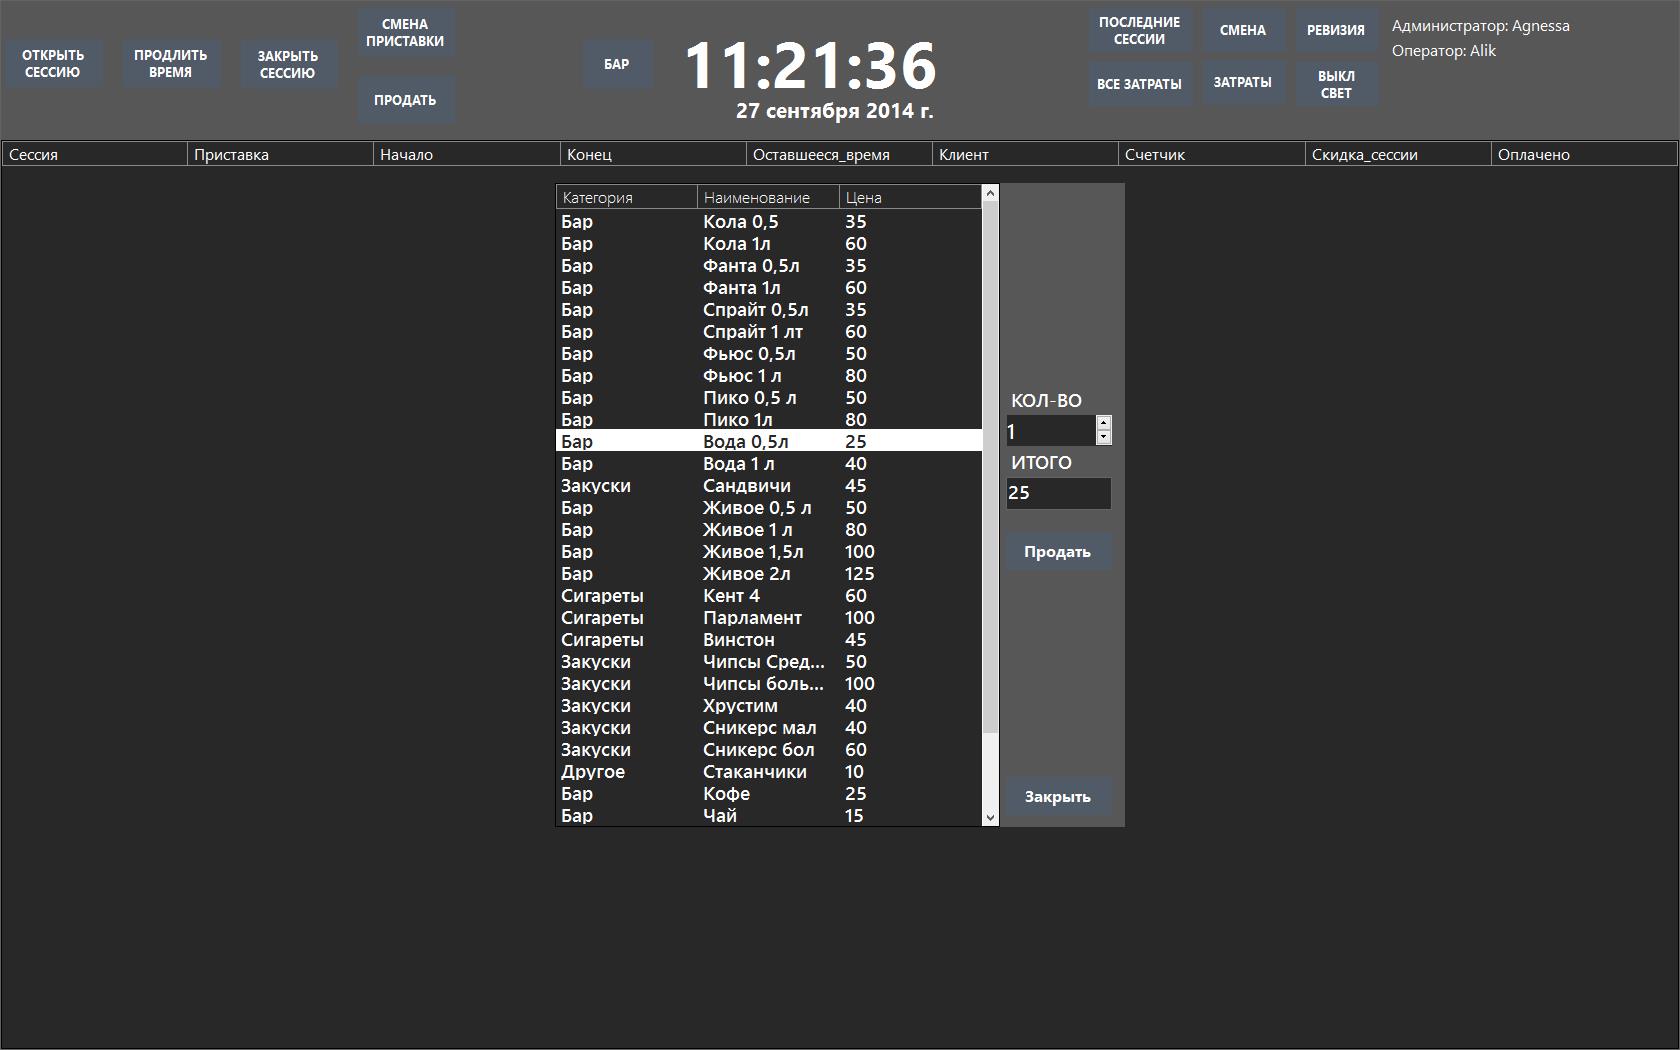 ОТКРЫТЬ
СЕССИЮ
ПРОДЛИТЬ
ВРЕМЯ
ЗАКРЫТЬ
СЕССИЮ
СМЕНА
ПРИСТАВКИ
ПРОДАТЬ
БАР
11:21:36
27 сентября 2014 г.
ПОСЛЕДНИЕ
СЕССИИ
СМЕНА
РЕВИЗИЯ
ВСЕ ЗАТРАТЫ
ЗАТРАТЫ
ВЫКЛ
СВЕТ
Администратор: Agnessa
Оператор: Alik
Сессия Приставка Начало Конец Оставшееся_время Клиент Счетчик Скидка_сессии Оплачено
Категория Наименование Цена
Бар Кола 0,5 35
Бар Кола 1л 60
Бар Фанта 0,5л 35
Бар Фанта 1л 60
Бар Спрайт 0,5л 35
Бар Спрайт 1 лт 60
Бар Фьюс 0,5л 50
Бар Фьюс 1 л 80
Бар Пико 0,5 л 50
Бар Пико 1л 80
Бар Вода 0,5л 25
Бар Вода 1 л 40
Закуски Сандвичи 45
Бар Живое 0,5 л 50
Бар Живое 1 л 80
Бар Живое 1,5л 100
Бар Живое 2л 125
Сигареты Кент 4 60
Сигареты Парламент 100
Сигареты Винстон 45
Закуски Чипсы Сред... 50
Закуски Чипсы боль... 100
Закуски Хрустим 40
Закуски Сникерс мал 40
Закуски Сникерс бол 60
Другое Стаканчики 10
Бар Кофе 25
Бар Чай 15
КОЛ-ВО
1
ИТОГО
25
Продать
Закрыть